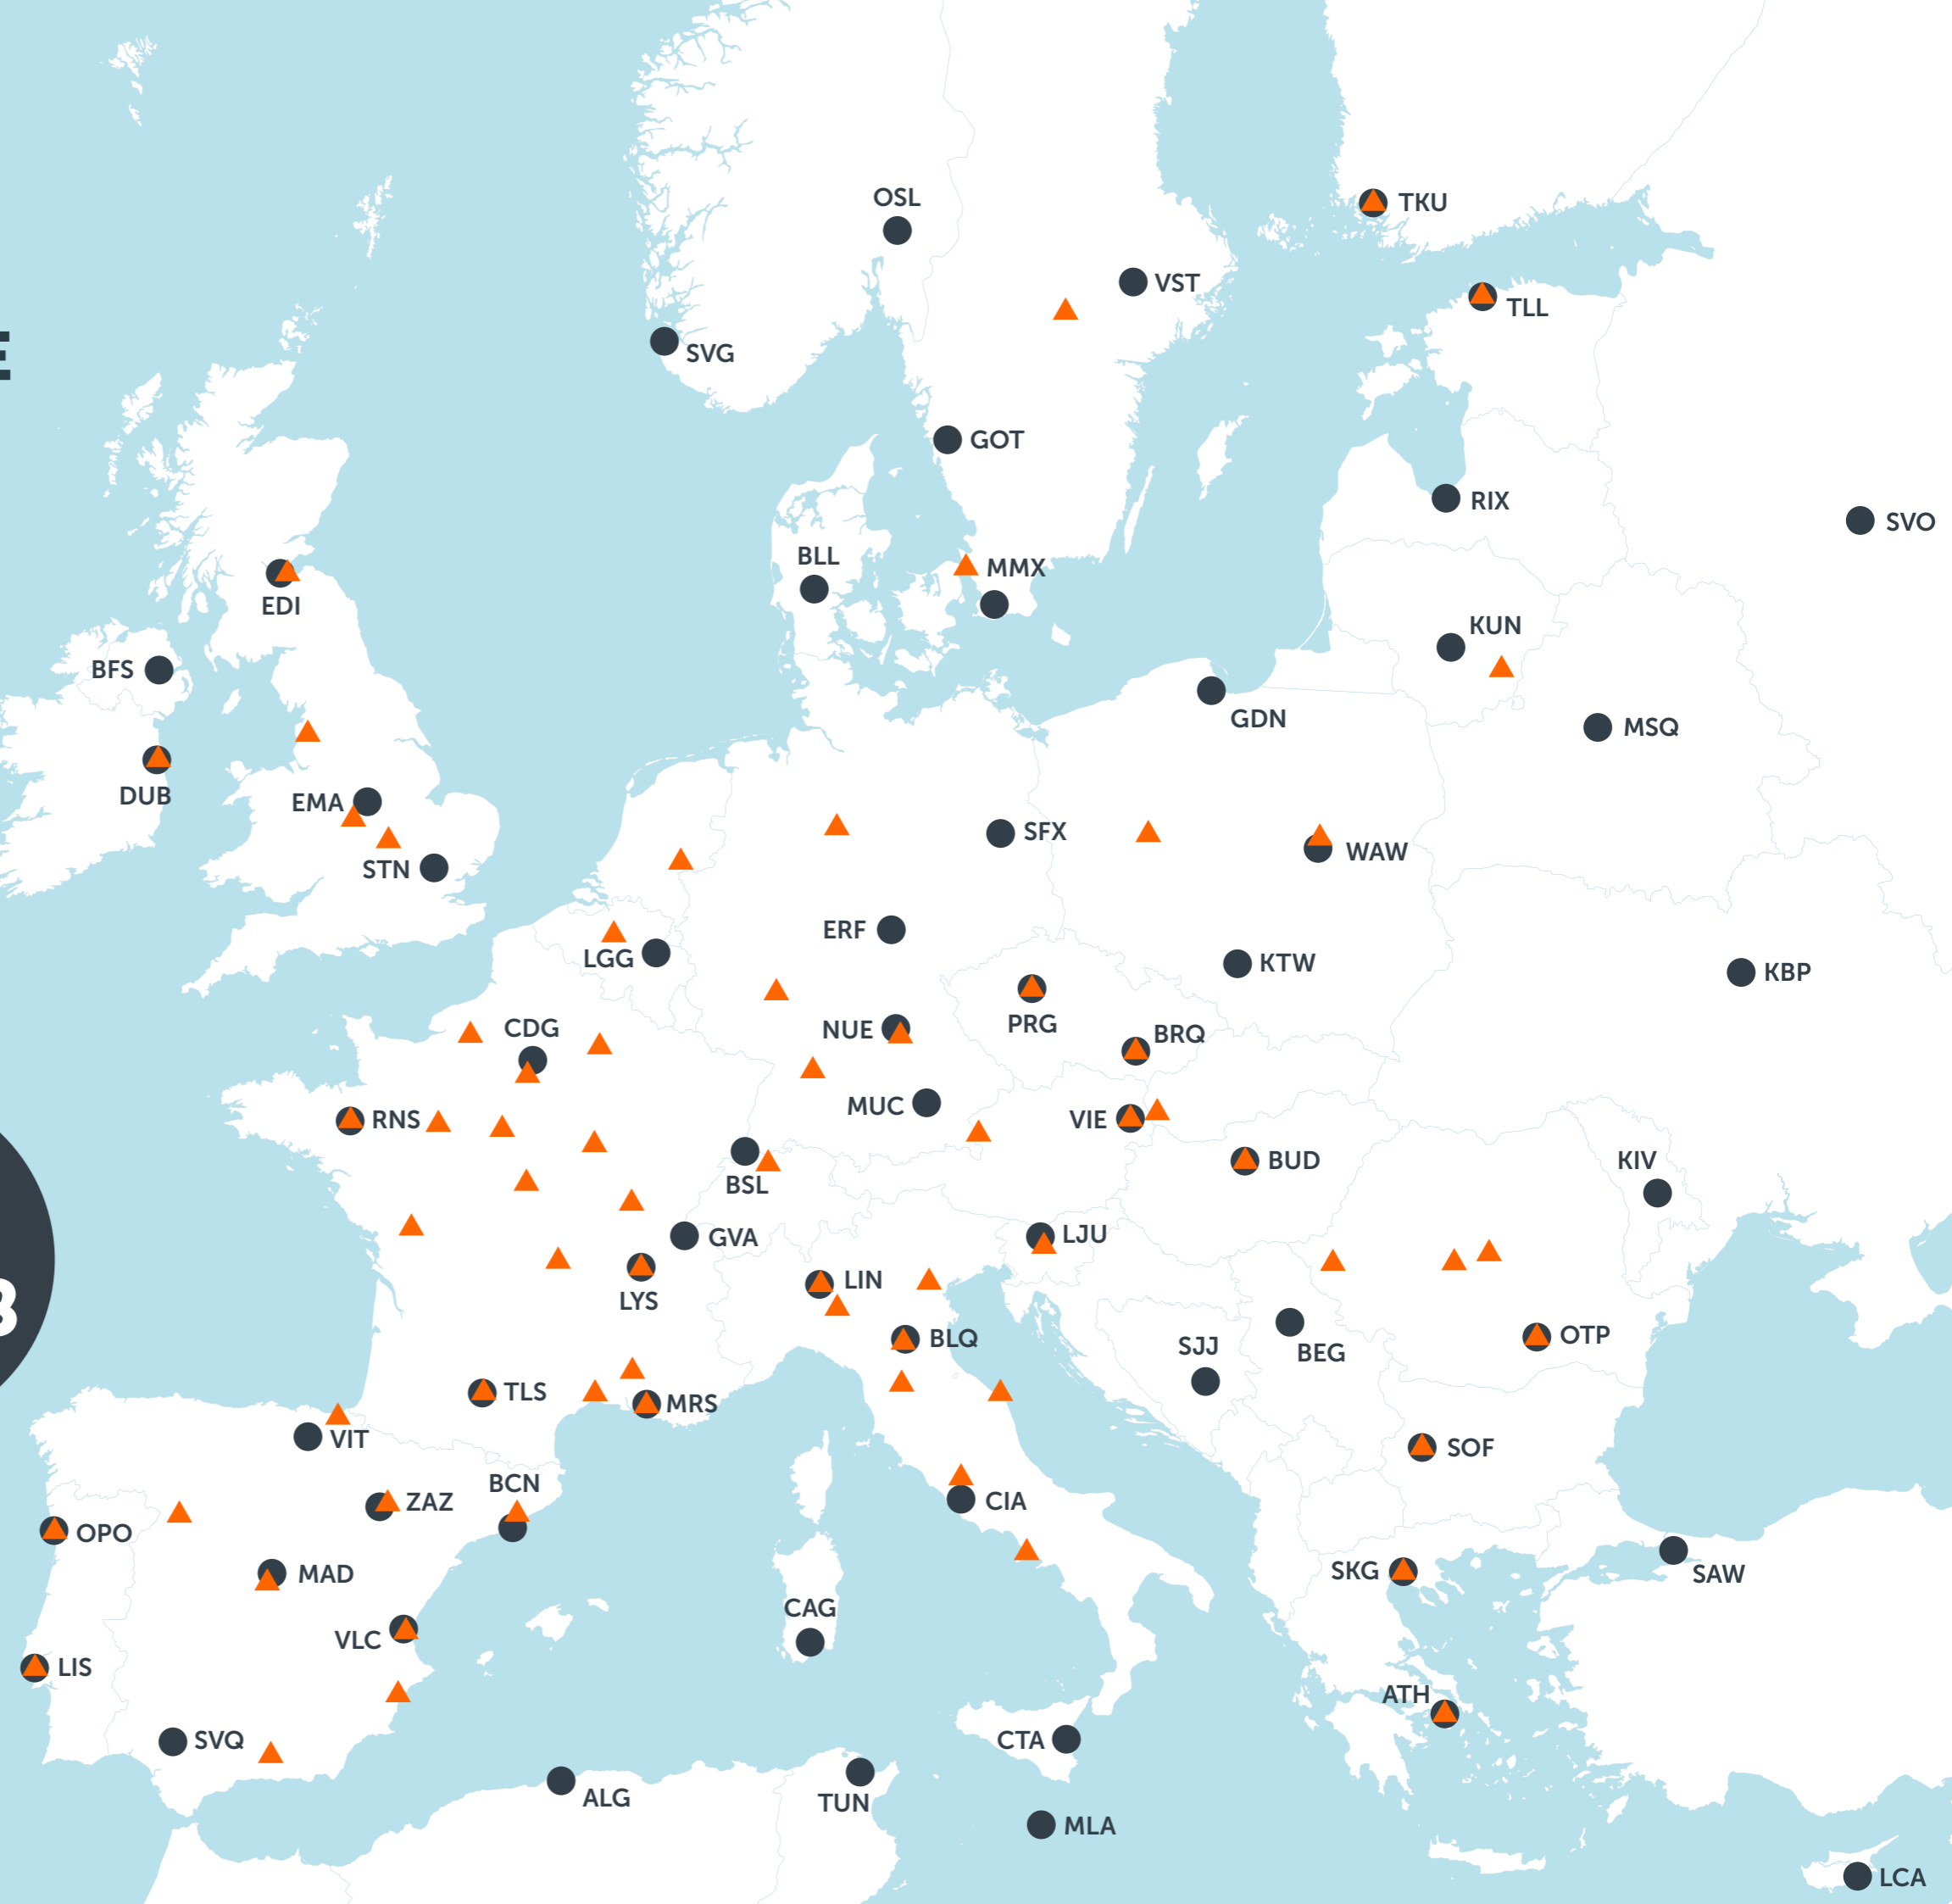 OSL
TKU
VST
TLL
E
SVG
GOT
RIX
SVO
BLL
MMX
EDI
KUN
BFS
GDN
MSQ
DUB
EMA
SFX
WAW
STN
ERF
LGG
KTW
KBP
CDG
NUE
PRG
BRQ
MUC
RNS
VIE
BUD
KIV
BSL
GVA
LJU
LIN
LYS
3
BLQ
SJJ
BEG
OTP
TLS
MRS
VIT
SOF
BCN
ZAZ
CIA
OPO
MAD
SKG
SAW
CAG
VLC
LIS
ATH
SVQ
CTA
ALG
TUN
MLA
LCA